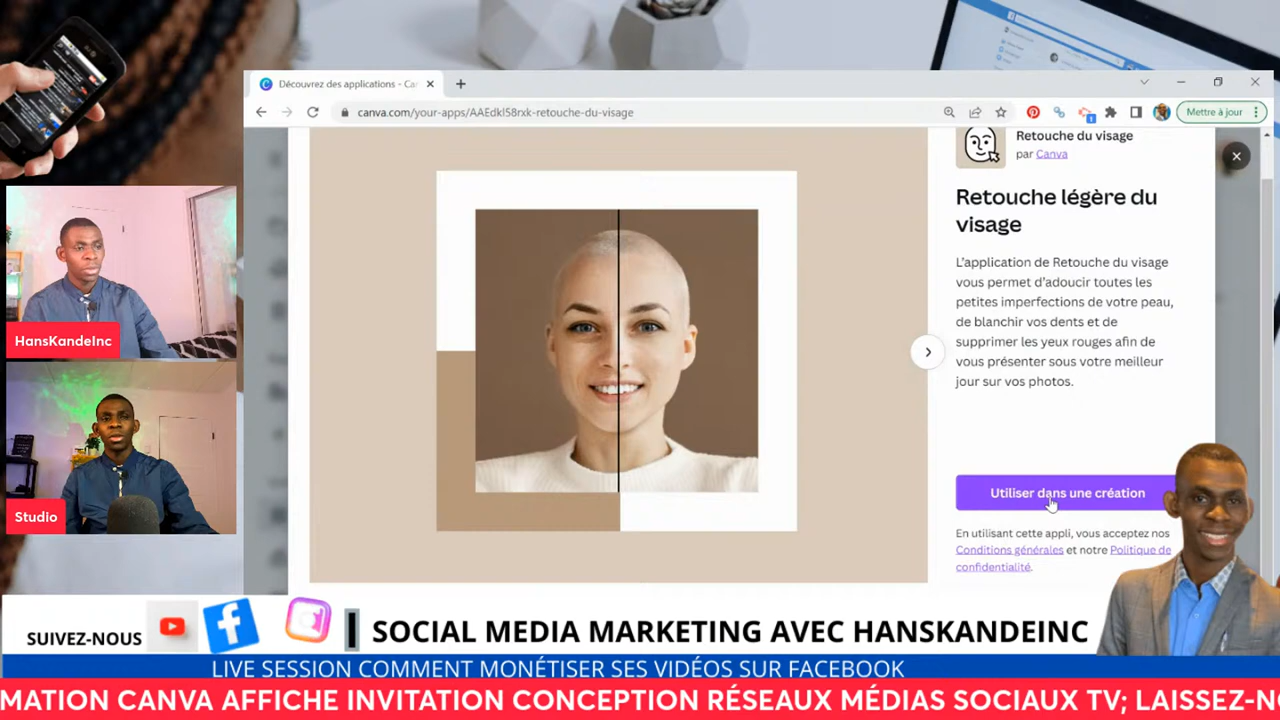 Découvrez des applications - Ca
canva.com/your-apps/AAEdkl58rxk-retouche-du-visage
Mettre à jour
Retouche du visage
par Canva
Retouche légère du
visage
L'application de Retouche du visage
vous permet d'adoucir toutes les
petites imperfections de votre peau,
de blanchir vos dents et de
supprimer les yeux rouges afin de
vous présenter sous votre meilleur
jour sur vos photos.
Utiliser dans une création
En utilisant cette appli, vous acceptez nos
Conditions générales et notre Politique de
confidentialité.
HansKandeInc
Studio
SUIVEZ-NOUS
SOCIAL MEDIA MARKETING AVEC HANSKANDEINC
LIVE SESSION COMMENT MONÉTISER SES VIDÉOS SUR FACEBOOK
MATION CANVA AFFICHE INVITATION CONCEPTION RÉSEAUX MÉDIAS SOCIAUX TV; LAISSEZ-N